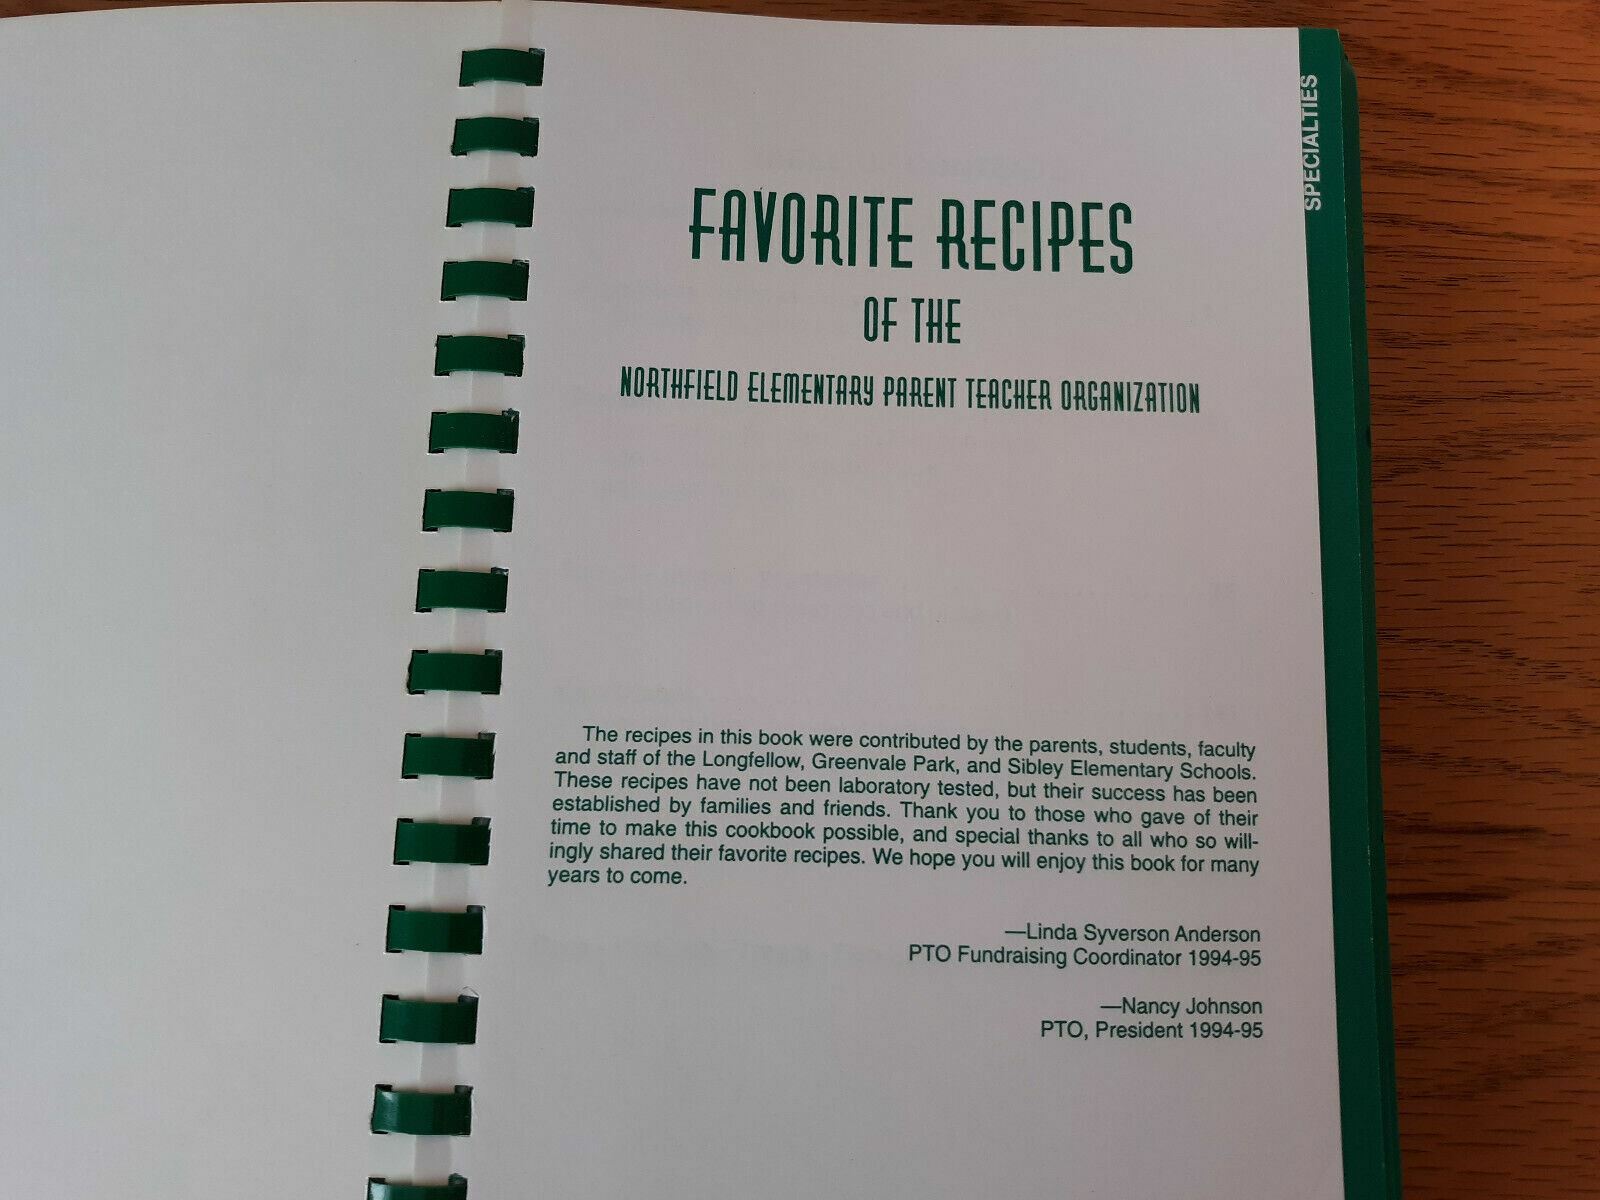 SPECIALTIES
FAVORITE RECIPES
OF THE
NORTHFIELD ELEMENTARY PARENT TEACHER ORGANIZATION
The recipes in this book were contributed by the parents, students, faculty
and staff of the Longfellow, Greenvale Park, and Sibley Elementary Schools.
These recipes have not been laboratory tested, but their success has been
established by families and friends. Thank you to those who gave of their
time to make this cookbook possible, and special thanks to all who so will-
ingly shared their favorite recipes. We hope you will enjoy this book for many
years to come.
—Linda Syverson Anderson
PTO Fundraising Coordinator 1994-95
—Nancy Johnson
PTO, President 1994-95